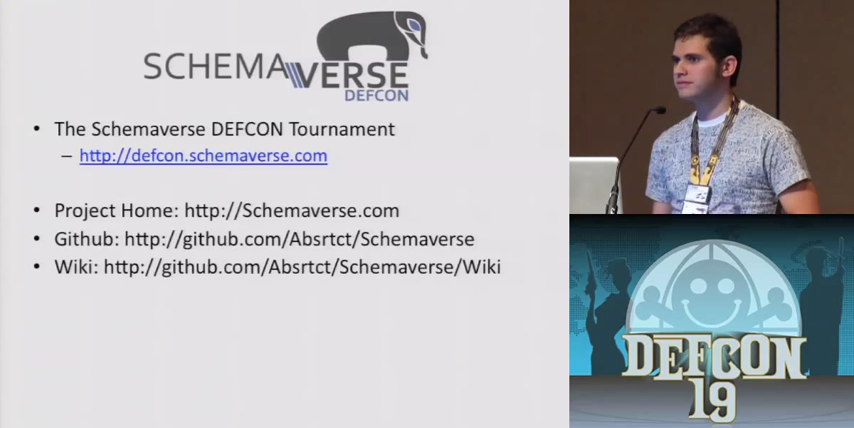 SCHEMAVERSE
DEFCON
• The Schemaverse DEFCON Tournament
– http://defcon.schemaverse.com
• Project Home: http://Schemaverse.com
• Github: http://github.com/Absrtct/Schemaverse
• Wiki: http://github.com/Absrtct/Schemaverse/Wiki
DEFCON
19